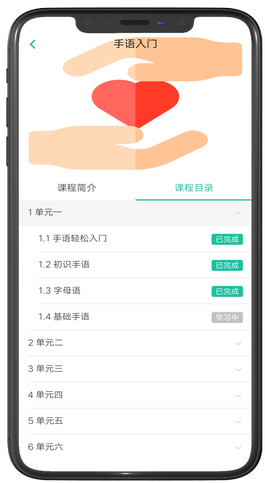 手语入门
课程简介 课程目录
1 单元一
1.1 手语轻松入门 已完成
1.2 初识手语 已完成
1.3 字母语 已完成
1.4 基础手语 学习中
2 单元二
3 单元三
4 单元四
5 单元五
6 单元六